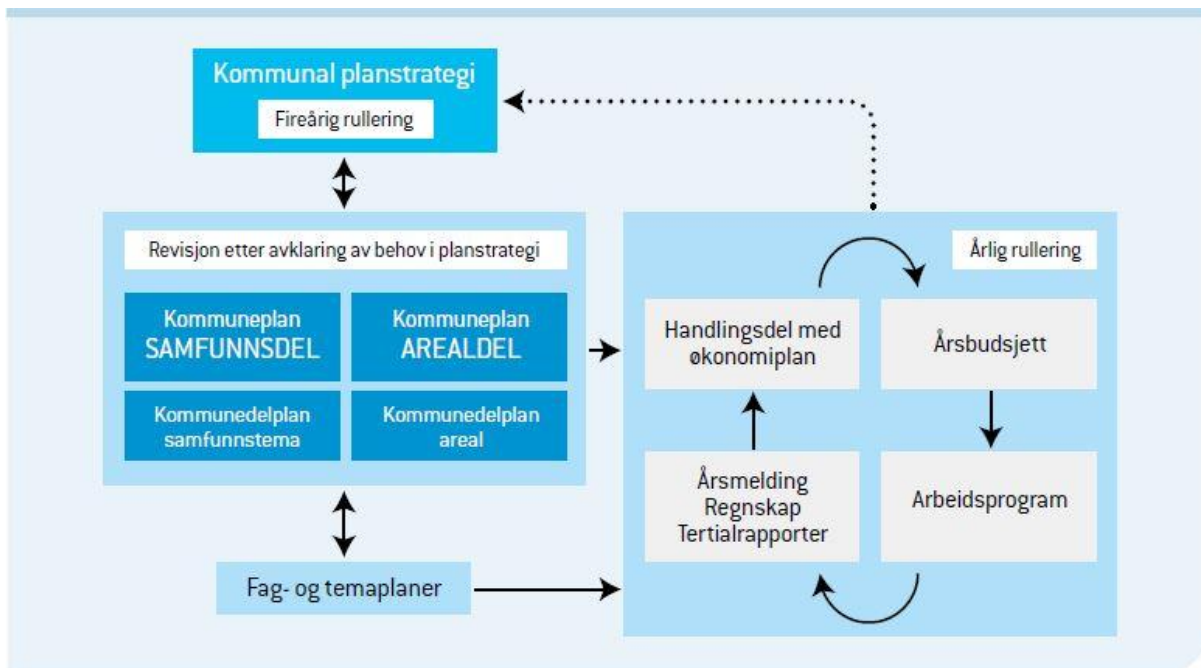 Kommunal planstrategi
Fireårig rullering
Revisjon etter avklaring av behov i planstrategi
Kommuneplan
SAMFUNNSDEL
Kommuneplan
AREALDEL
Kommunedelplan
samfunnstema
Kommunedelplan
areal
Fag- og temaplaner
Årlig rullering
Handlingsdel med
økonomiplan
Årsbudsjett
Årsmelding
Regnskap
Tertialrapporter
Arbeidsprogram